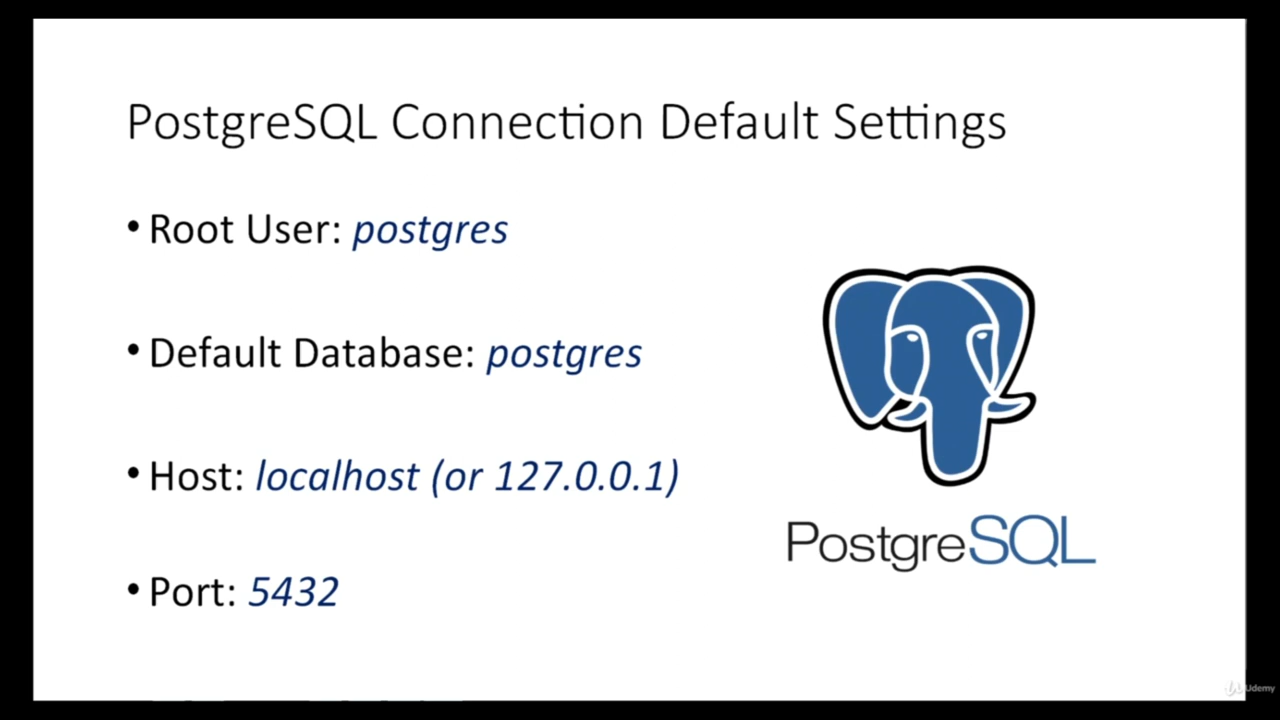 PostgreSQL Connection Default Settings
• Root User: postgres
• Default Database: postgres
• Host: localhost (or 127.0.0.1)
• Port: 5432
PostgreSQL
Udemy